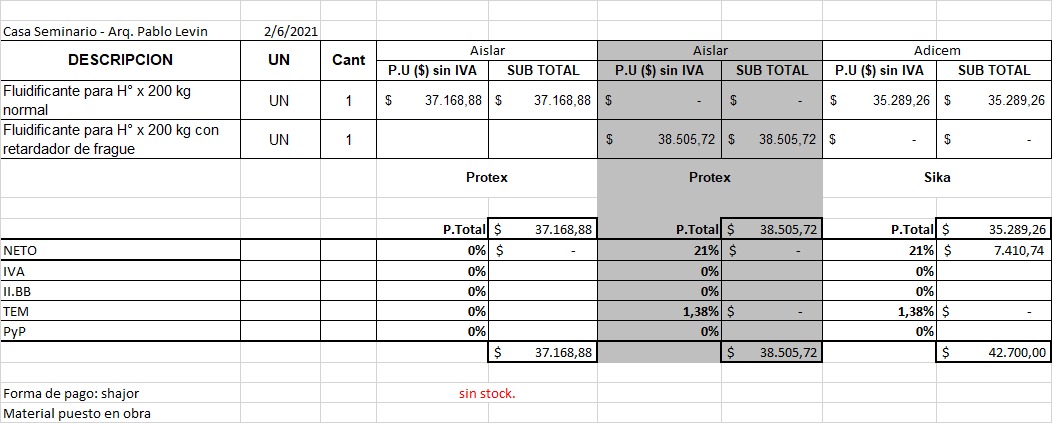 Casa Seminario - Arq. Pablo Levin 2/6/2021
DESCRIPCION UN Cant Aislar Aislar Adicem
P.U ($) sin IVA SUB TOTAL P.U ($) sin IVA SUB TOTAL P.U ($) sin IVA SUB TOTAL
Fluidificante para H° x 200 kg
normal UN 1 $ 37.168,88 $ 37.168,88 $ - $ - $ 35.289,26 $ 35.289,26
Fluidificante para H° x 200 kg con
retardador de frague UN 1 $ 38.505,72 $ 38.505,72 $ - $ -
Protex Protex Sika
P.Total $ 37.168,88 P.Total $ 38.505,72 P.Total $ 35.289,26
NETO 0% $ - 21% $ - 21% $ 7.410,74
IVA 0% 0% 0%
II.BB 0% 0% 0%
TEM 0% 1,38% $ - 1,38% $ -
PyP 0% 0% 0%
$ 37.168,88 $ 38.505,72 $ 42.700,00
Forma de pago: shajor sin stock.
Material puesto en obra